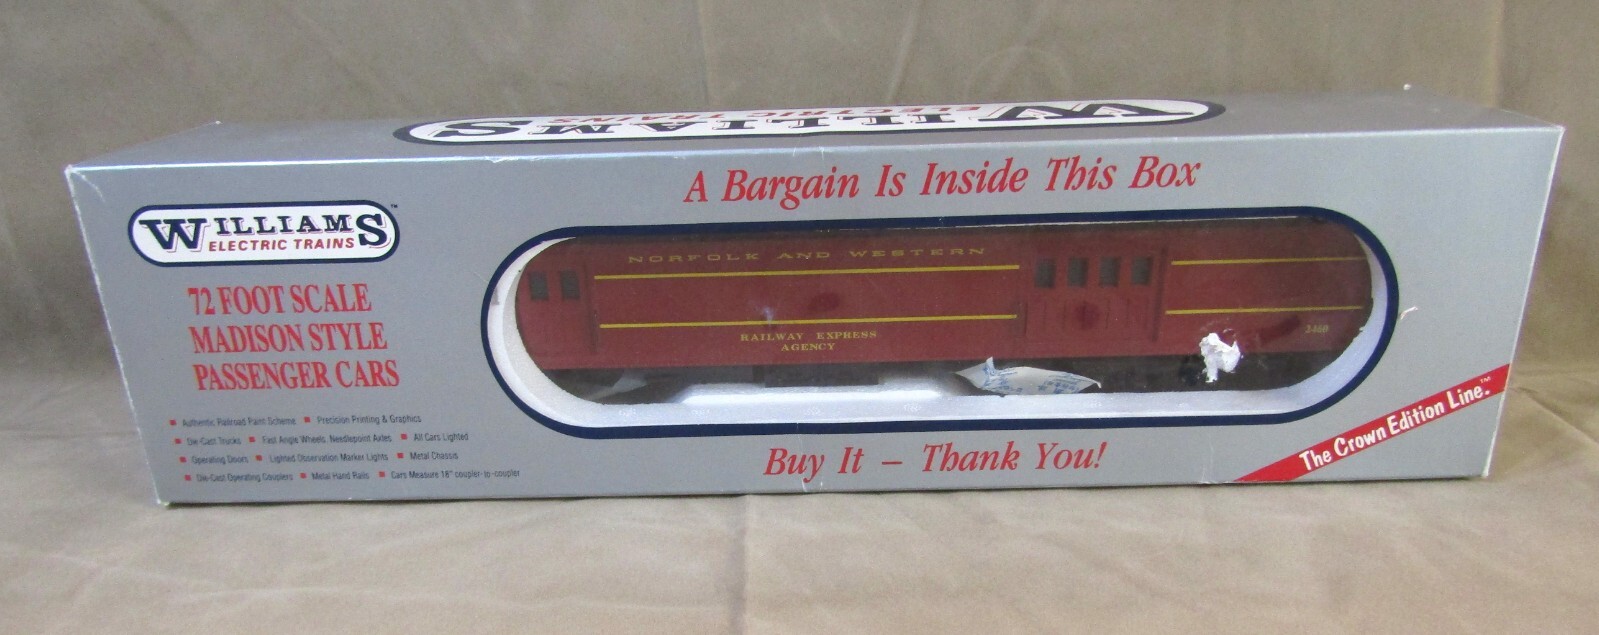 WILLIAMS
ELECTRIC TRAINS
A Bargain Is Inside This Box
WILLIAMS™
ELECTRIC TRAINS
72 FOOT SCALE
MADISON STYLE
PASSENGER CARS
■ Authentic Railroad Paint Scheme ■ Precision Printing & Graphics
■ Die-Cast Trucks ■ Fast Angle Wheels, Needlepoint Axles ■ All Cars Lighted
■ Operating Doors ■ Lighted Observation Marker Lights ■ Metal Chassis
■ Die-Cast Operating Couplers ■ Metal Hand Rails ■ Cars Measure 18" coupler-to-coupler
NORFOLK AND WESTERN
RAILWAY EXPRESS
AGENCY
2460
Buy It – Thank You!
The Crown Edition Line.™